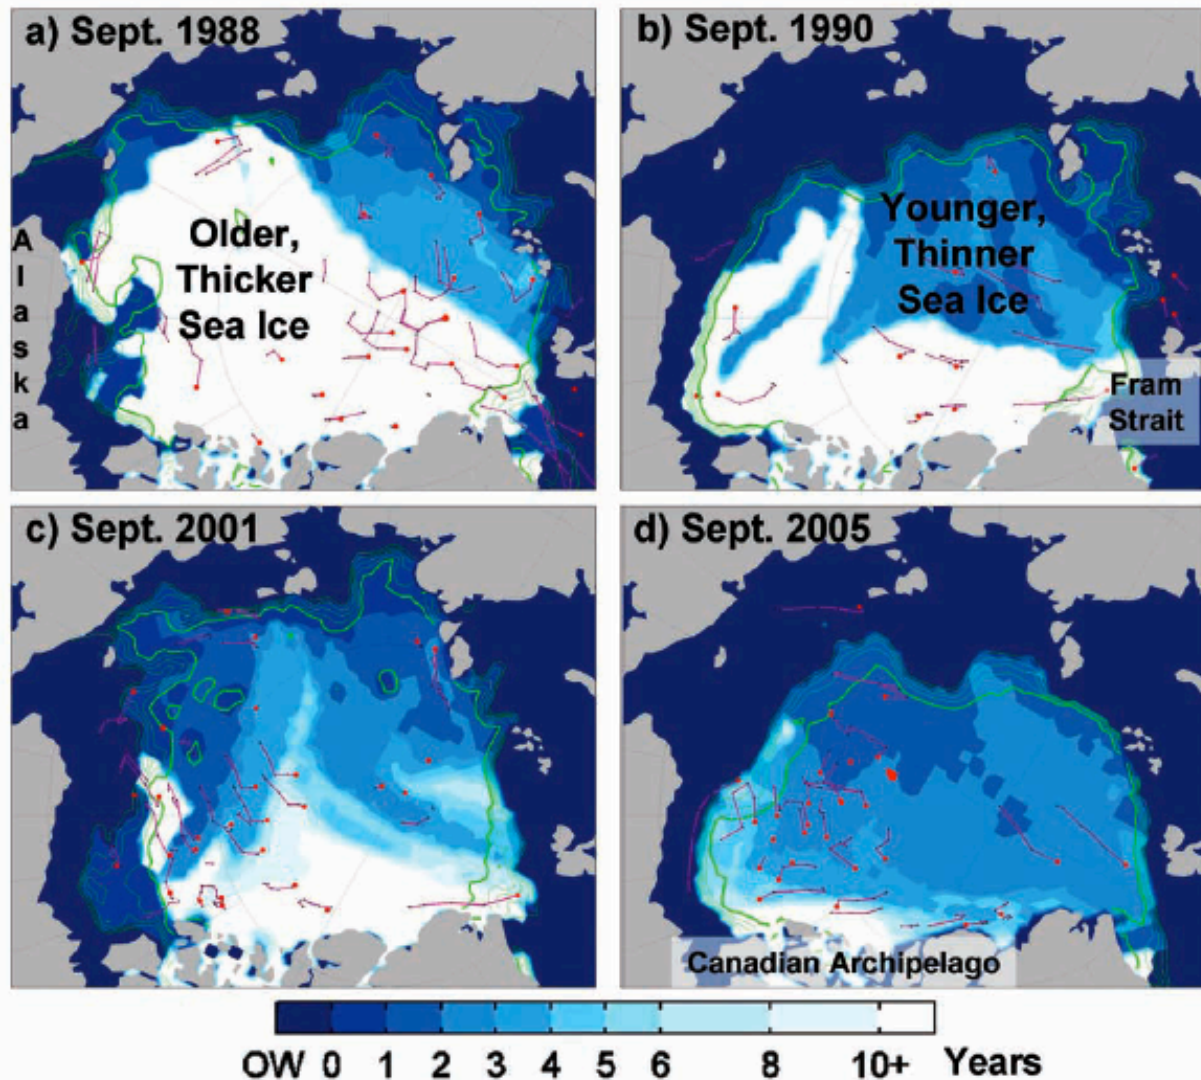 a) Sept. 1988
Older,
Thicker
Sea Ice
Alaska
b) Sept. 1990
Younger,
Thinner
Sea Ice
Fram
Strait
c) Sept. 2001
d) Sept. 2005
Canadian Archipelago
OW 0 1 2 3 4 5 6 8 10+ Years